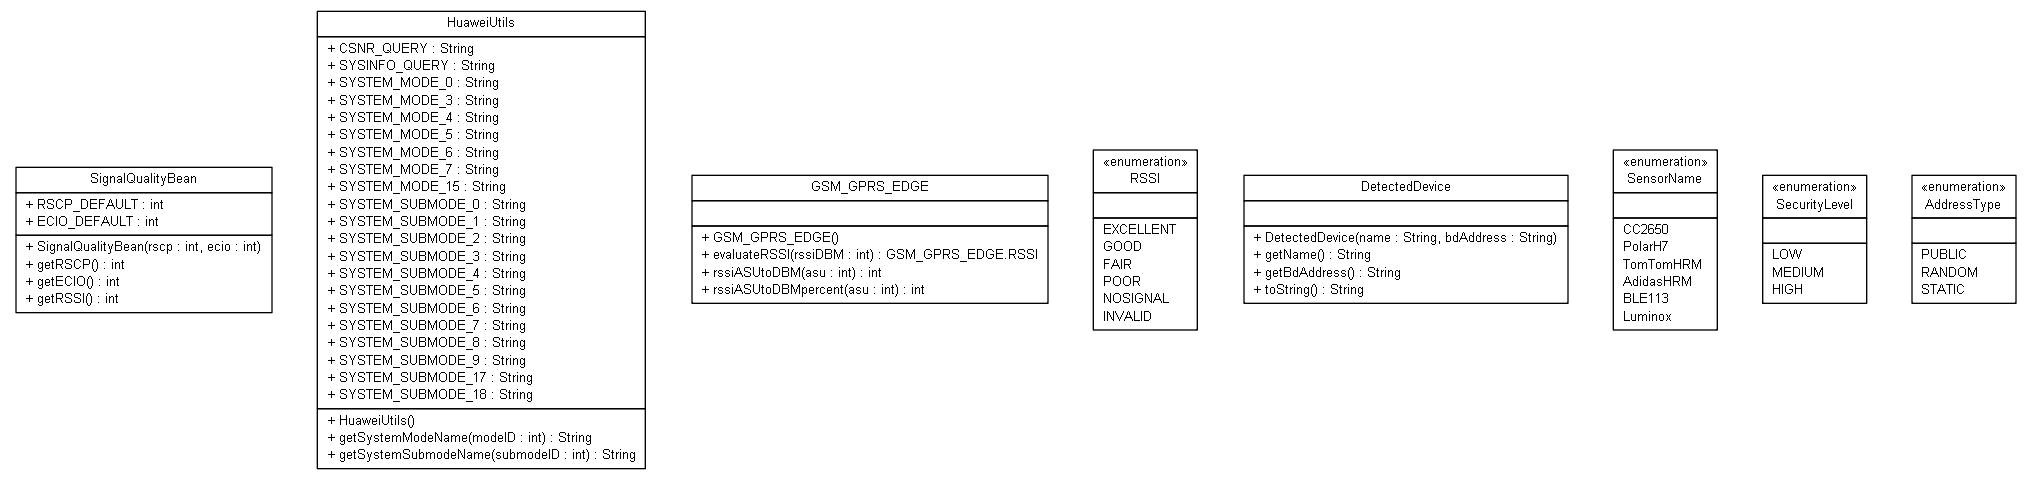 SignalQualityBean
+ RSCP_DEFAULT : int
+ ECIO_DEFAULT : int
+ SignalQualityBean(rscp : int, ecio : int)
+ getRSCP() : int
+ getECIO() : int
+ getRSSI() : int
HuaweiUtils
+ CSNR_QUERY : String
+ SYSINFO_QUERY : String
+ SYSTEM_MODE_0 : String
+ SYSTEM_MODE_3 : String
+ SYSTEM_MODE_4 : String
+ SYSTEM_MODE_5 : String
+ SYSTEM_MODE_6 : String
+ SYSTEM_MODE_7 : String
+ SYSTEM_MODE_15 : String
+ SYSTEM_SUBMODE_0 : String
+ SYSTEM_SUBMODE_1 : String
+ SYSTEM_SUBMODE_2 : String
+ SYSTEM_SUBMODE_3 : String
+ SYSTEM_SUBMODE_4 : String
+ SYSTEM_SUBMODE_5 : String
+ SYSTEM_SUBMODE_6 : String
+ SYSTEM_SUBMODE_7 : String
+ SYSTEM_SUBMODE_8 : String
+ SYSTEM_SUBMODE_9 : String
+ SYSTEM_SUBMODE_17 : String
+ SYSTEM_SUBMODE_18 : String
+ HuaweiUtils()
+ getSystemModeName(modeID : int) : String
+ getSystemSubmodeName(submodeID : int) : String
GSM_GPRS_EDGE
+ GSM_GPRS_EDGE()
+ evaluateRSSI(rssiDBM : int) : GSM_GPRS_EDGE.RSSI
+ rssiASUtoDBM(asu : int) : int
+ rssiASUtoDBMpercent(asu : int) : int
«enumeration»
RSSI
EXCELLENT
GOOD
FAIR
POOR
NOSIGNAL
INVALID
DetectedDevice
+ DetectedDevice(name : String, bdAddress : String)
+ getName() : String
+ getBdAddress() : String
+ toString() : String
«enumeration»
SensorName
CC2650
PolarH7
TomTomHRM
AdidasHRM
BLE113
Luminox
«enumeration»
SecurityLevel
LOW
MEDIUM
HIGH
«enumeration»
AddressType
PUBLIC
RANDOM
STATIC